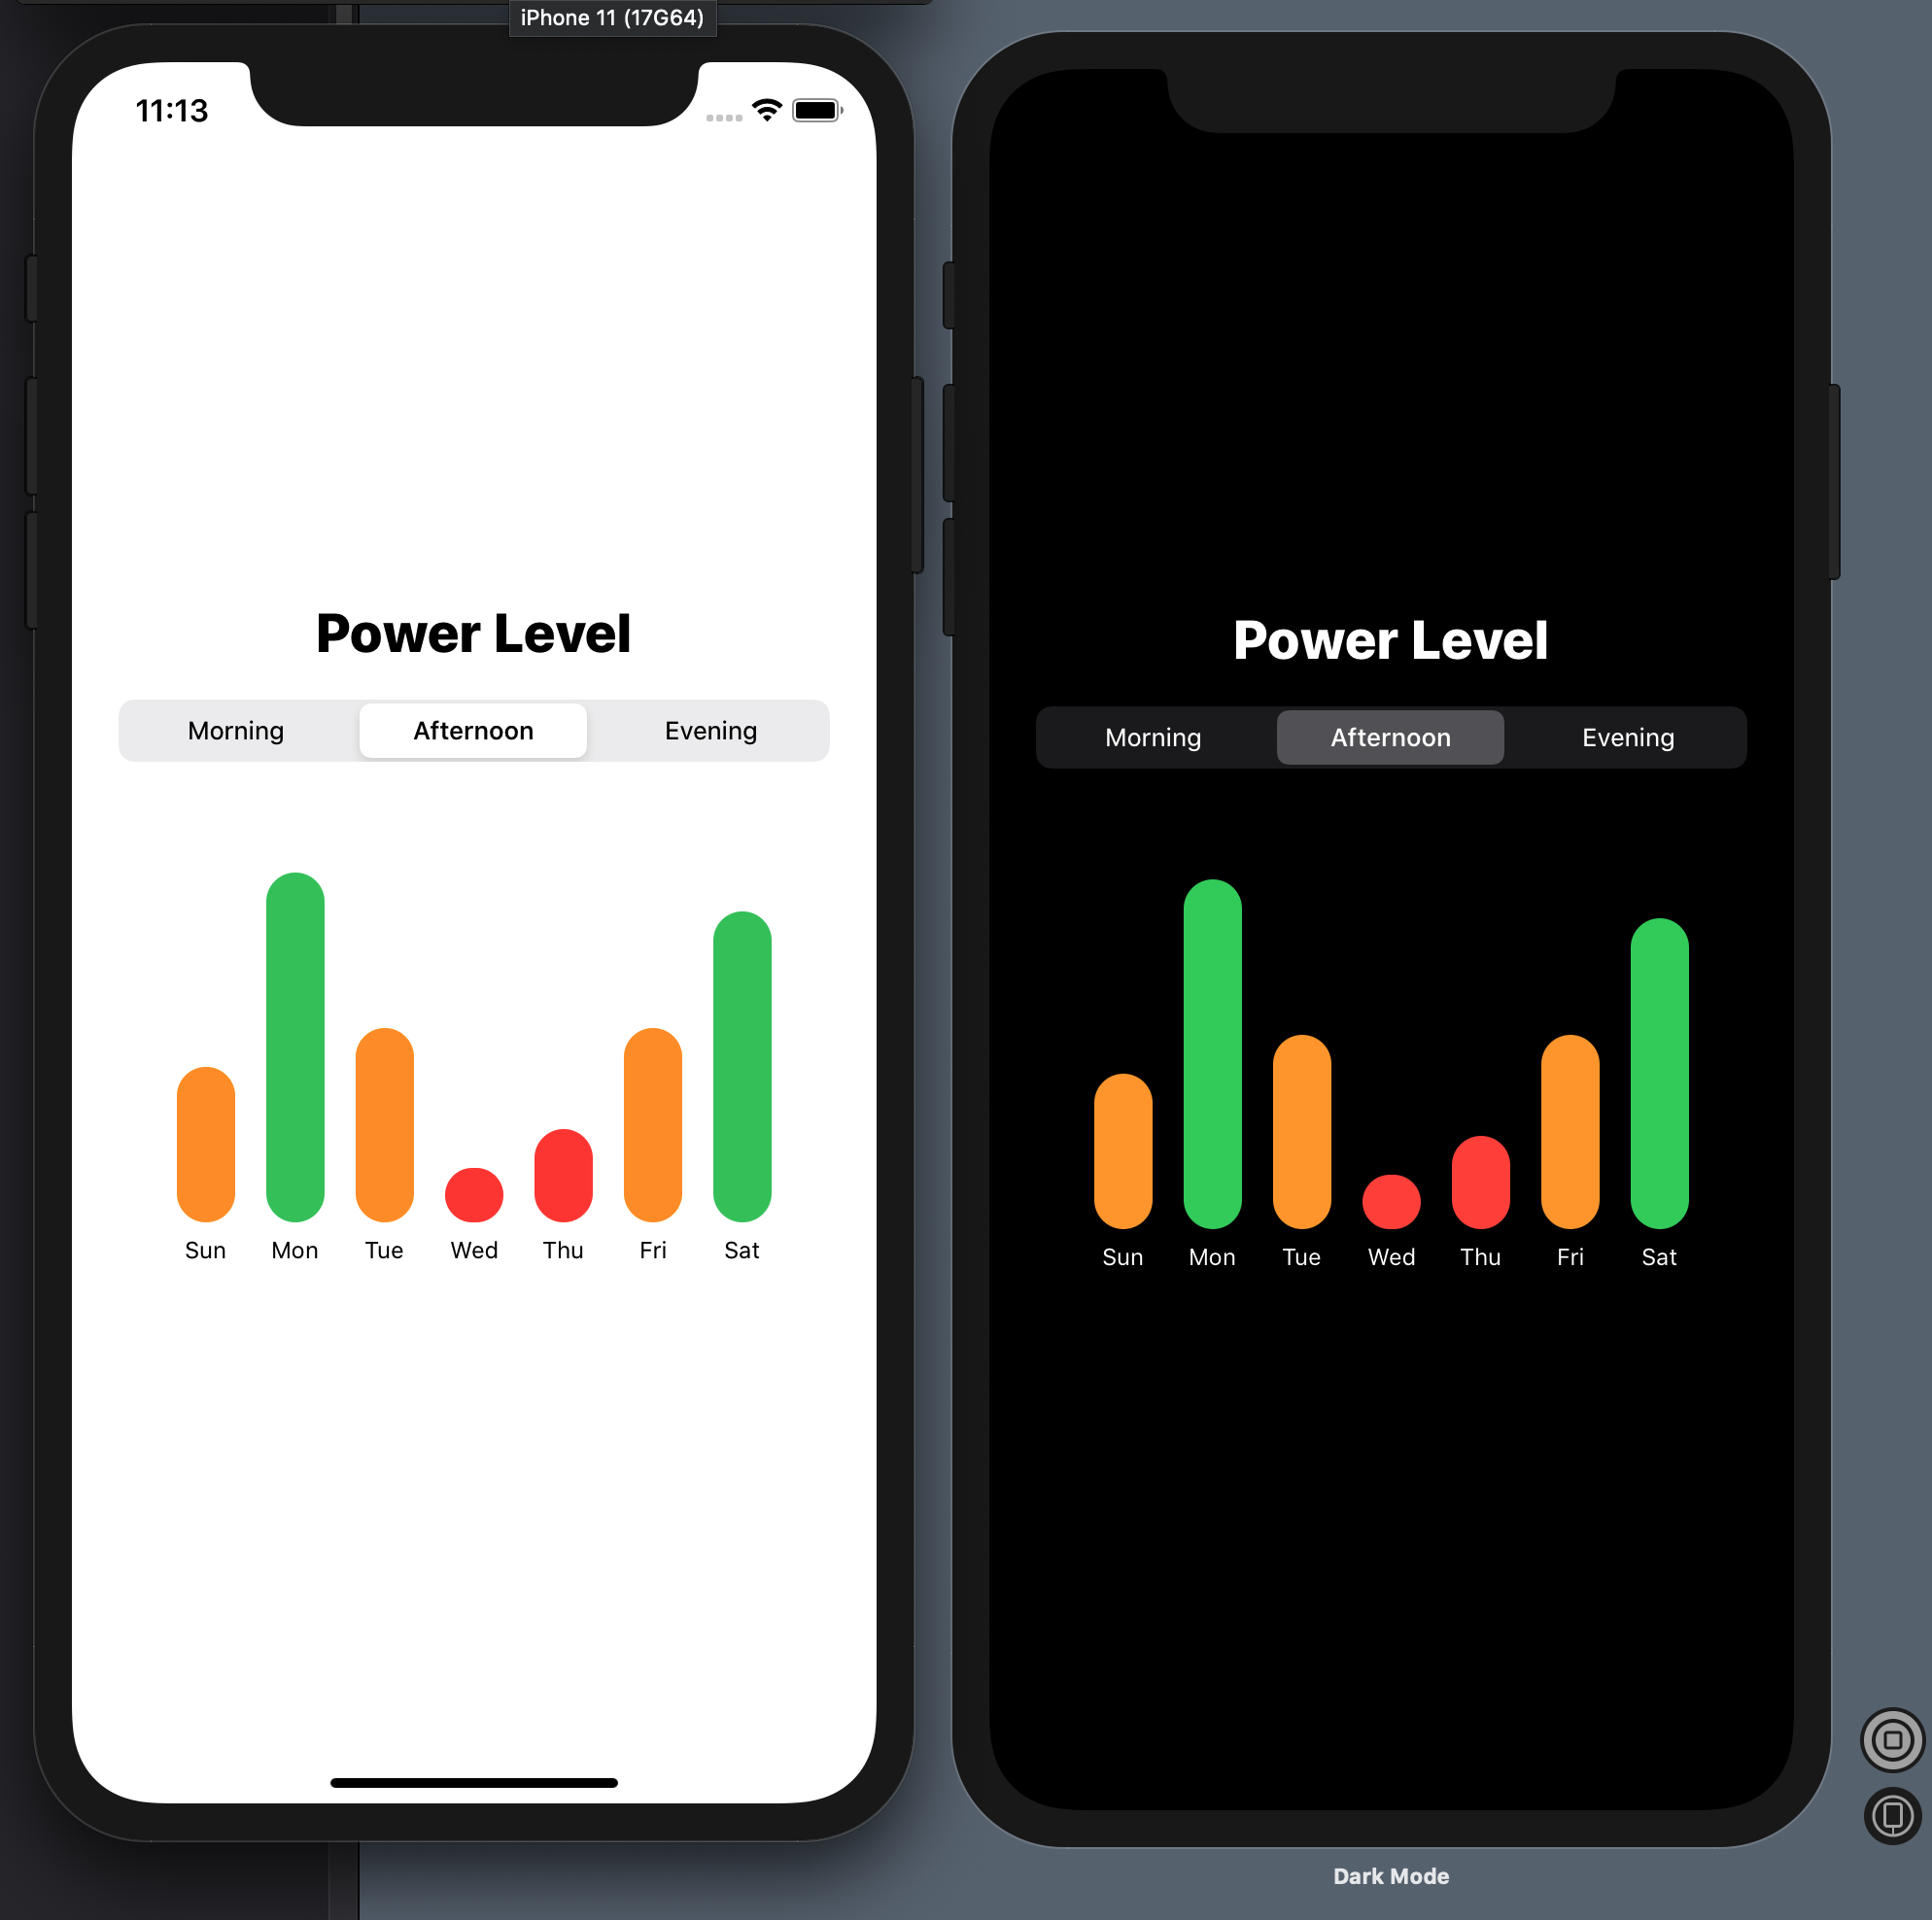 iPhone 11 (17G64)
11:13
Power Level
Morning Afternoon Evening
Sun Mon Tue Wed Thu Fri Sat
Power Level
Morning Afternoon Evening
Sun Mon Tue Wed Thu Fri Sat
Dark Mode